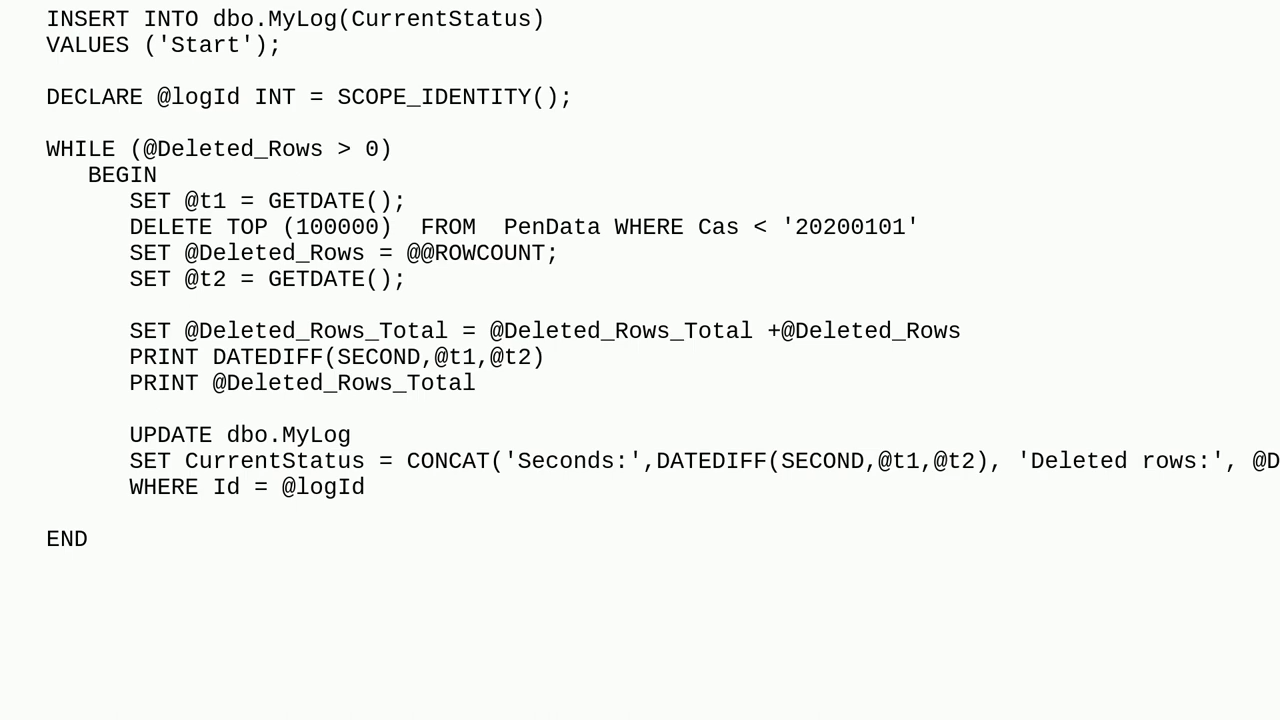 INSERT INTO dbo.MyLog(CurrentStatus)
VALUES ('Start');
DECLARE @logId INT = SCOPE_IDENTITY();
WHILE (@Deleted_Rows > 0)
BEGIN
SET @t1 = GETDATE();
DELETE TOP (100000)  FROM  PenData WHERE Cas < '20200101'
SET @Deleted_Rows = @@ROWCOUNT;
SET @t2 = GETDATE();
SET @Deleted_Rows_Total = @Deleted_Rows_Total +@Deleted_Rows
PRINT DATEDIFF(SECOND,@t1,@t2)
PRINT @Deleted_Rows_Total
UPDATE dbo.MyLog
SET CurrentStatus = CONCAT('Seconds:',DATEDIFF(SECOND,@t1,@t2), 'Deleted rows:', @D
WHERE Id = @logId
END